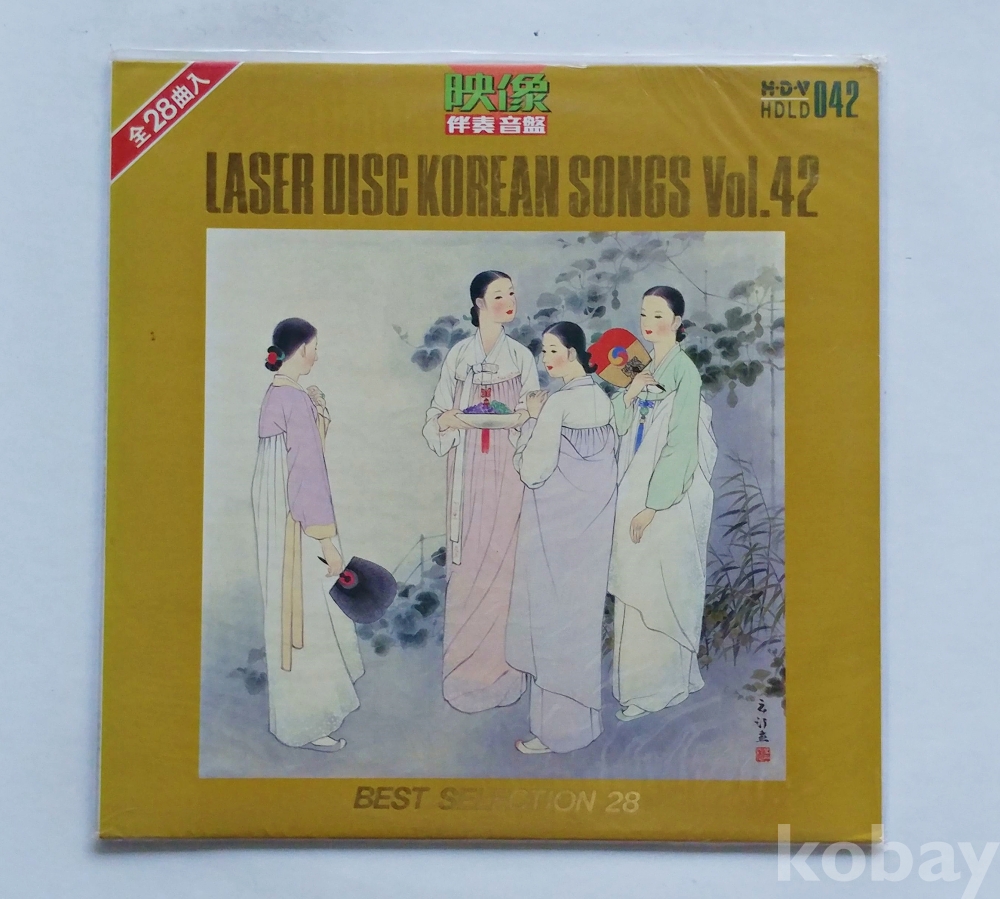 全28曲入
映像
伴奏音盤
H·D·V
HDLD 042
LASER DISC KOREAN SONGS Vol.42
BEST SELECTION 28
kobay